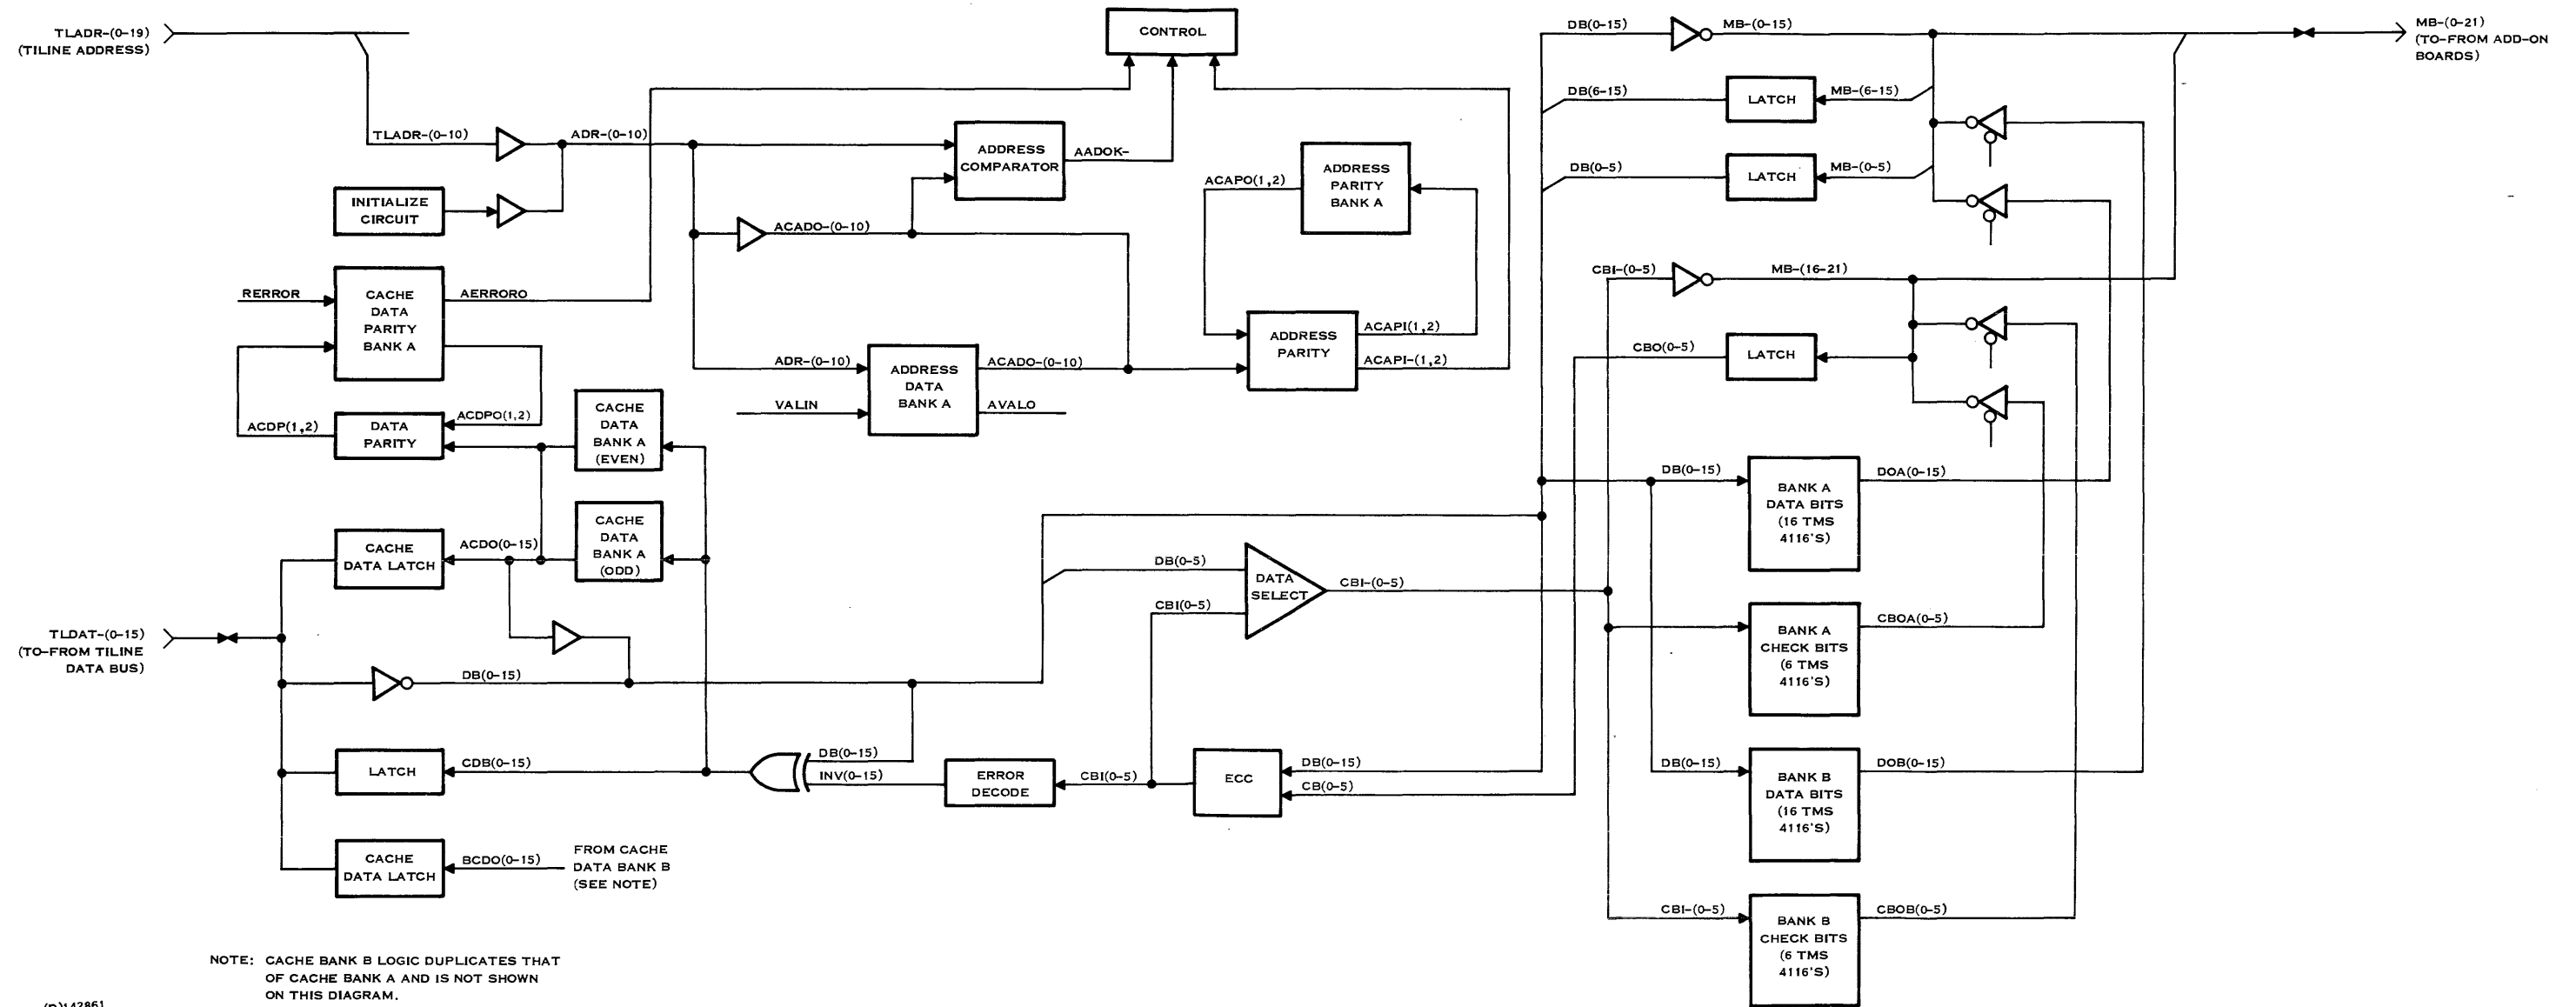 TLADR-(0-19)
(TILINE ADDRESS)
TLADR-(0-10)
ADR-(0-10)
INITIALIZE
CIRCUIT
CONTROL
ADDRESS
COMPARATOR
AADOK-
ACADO-(0-10)
ADDRESS
PARITY
BANK A
ACAPO(1,2)
ADDRESS
PARITY
ACAPI(1,2)
ACAPI-(1,2)
ADR-(0-10)
ADDRESS
DATA
BANK A
ACADO-(0-10)
VALIN
AVALO
RERROR
CACHE
DATA
PARITY
BANK A
AERRORO
ACDP(1,2)
DATA
PARITY
ACDPO(1,2)
CACHE
DATA
BANK A
(EVEN)
CACHE
DATA
BANK A
(ODD)
CACHE
DATA LATCH
ACDO(0-15)
TLDAT-(0-15)
(TO-FROM TILINE
DATA BUS)
DB(0-15)
LATCH
CDB(0-15)
DB(0-15)
INV(0-15)
ERROR
DECODE
CBI(0-5)
ECC
DB(0-15)
CB(0-5)
DB(0-5)
CBI(0-5)
DATA
SELECT
CBI-(0-5)
CACHE
DATA LATCH
BCDO(0-15)
FROM CACHE
DATA BANK B
(SEE NOTE)
DB(0-15)
MB-(0-15)
MB-(0-21)
(TO-FROM ADD-ON
BOARDS)
DB(6-15)
LATCH
MB-(6-15)
DB(0-5)
LATCH
MB-(0-5)
CBI-(0-5)
MB-(16-21)
CBO(0-5)
LATCH
DB(0-15)
BANK A
DATA BITS
(16 TMS
4116'S)
DOA(0-15)
BANK A
CHECK BITS
(6 TMS
4116'S)
CBOA(0-5)
DB(0-15)
BANK B
DATA BITS
(16 TMS
4116'S)
DOB(0-15)
CBI-(0-5)
BANK B
CHECK BITS
(6 TMS
4116'S)
CBOB(0-5)
NOTE: CACHE BANK B LOGIC DUPLICATES THAT
OF CACHE BANK A AND IS NOT SHOWN
ON THIS DIAGRAM.
(D)142861